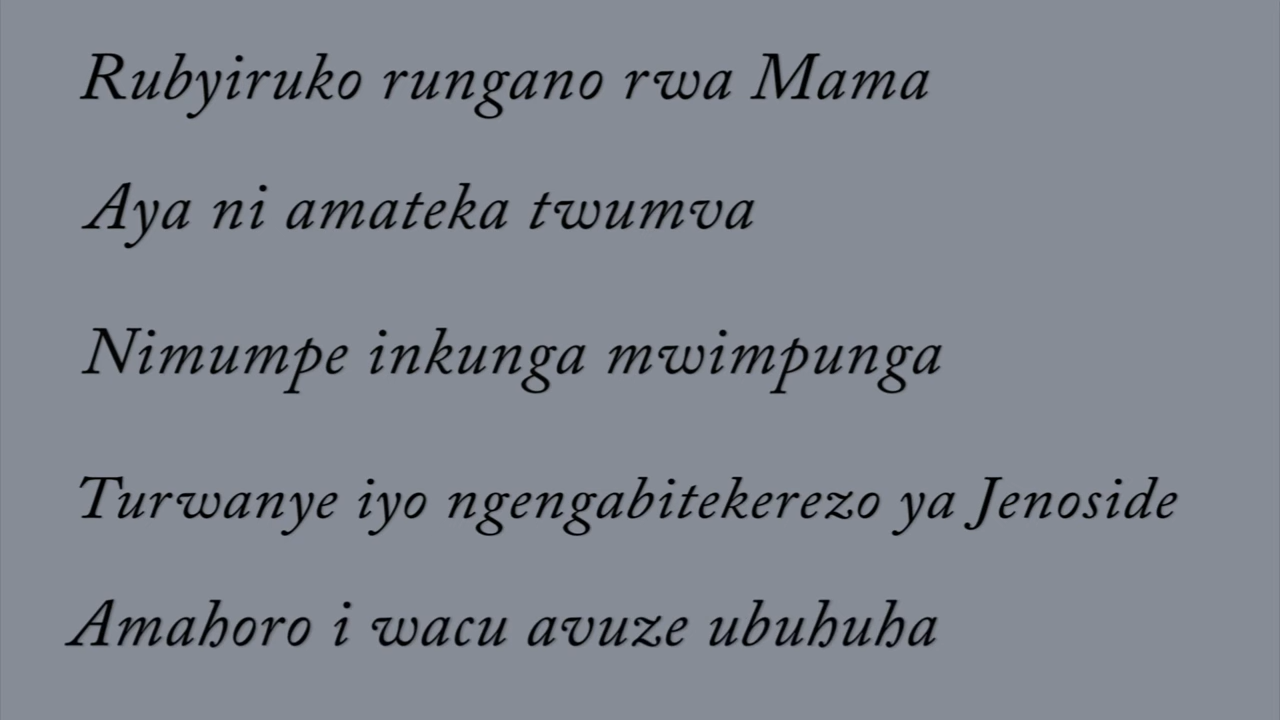 Rubyiruko rungano rwa Mama
Aya ni amateka twumva
Nimumpe inkunga mwimpunga
Turwanye iyo ngengabitekerezo ya Jenoside
Amahoro i wacu avuze ubuhuha